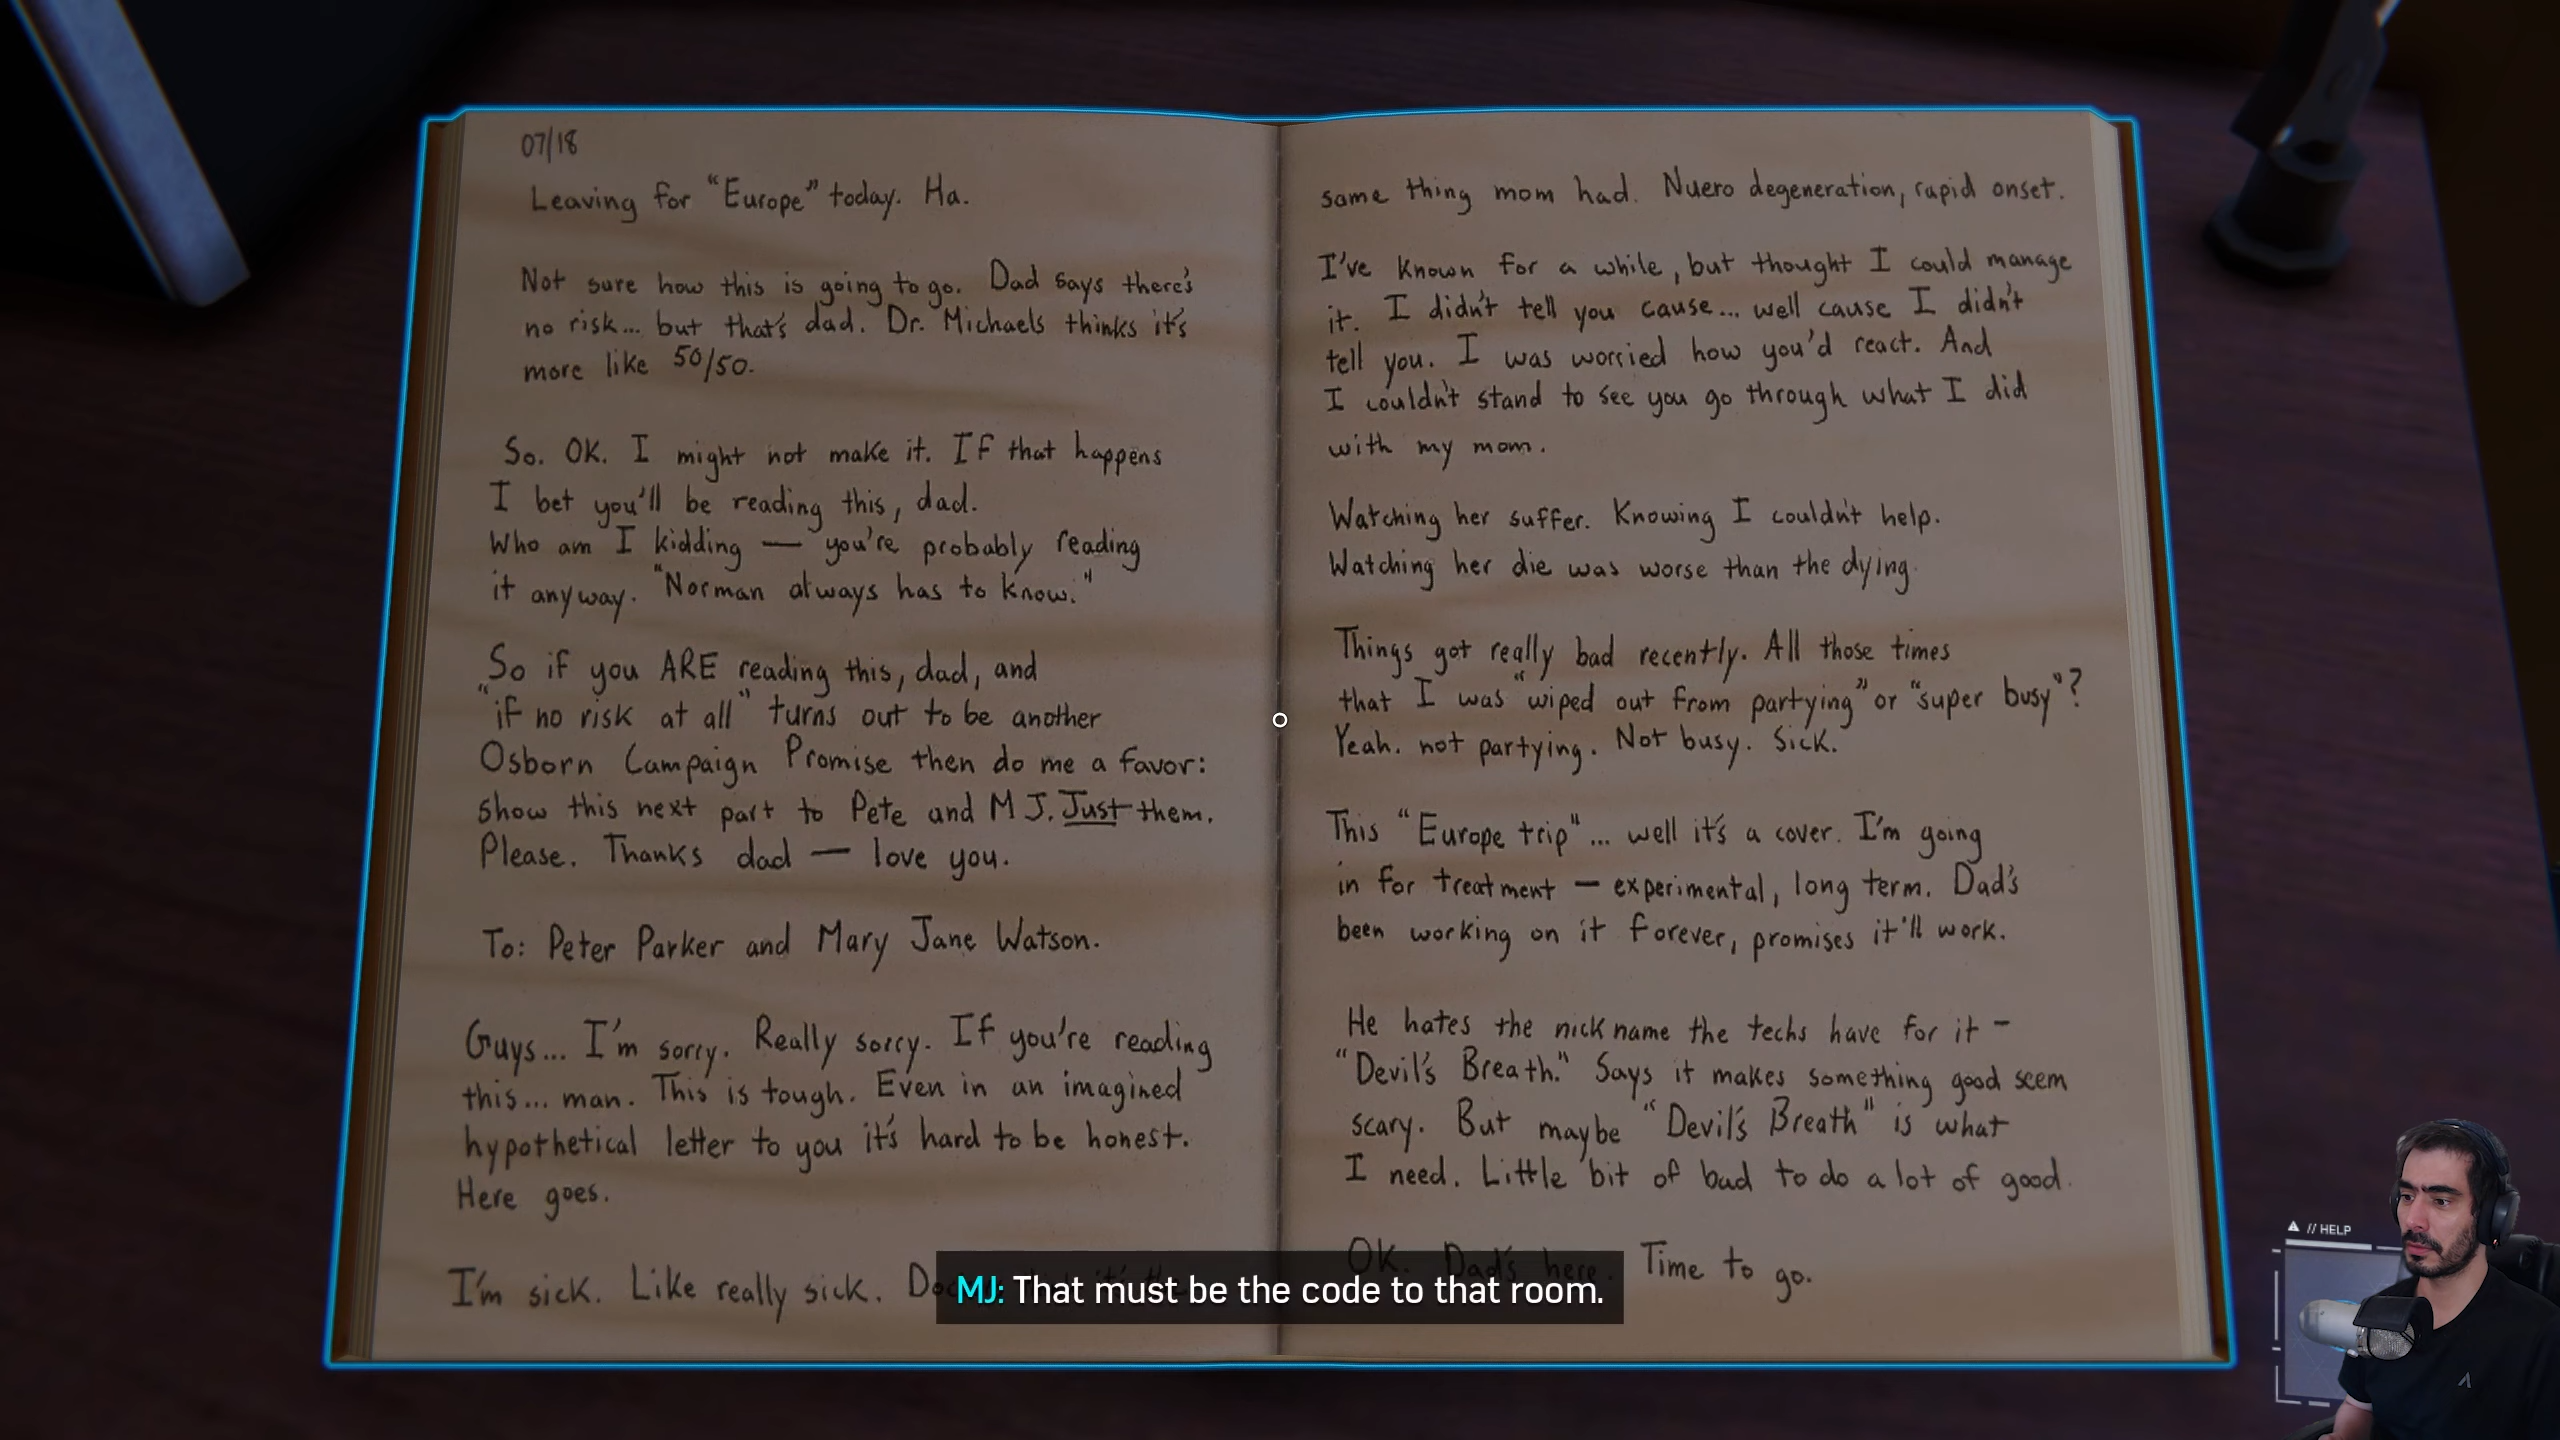 07/18
Leaving for "Europe" today. Ha.
Not sure how this is going to go. Dad says there's
no risk... but that's dad. Dr. Michaels thinks it's
more like 50/50.
So. OK. I might not make it. If that happens
I bet you'll be reading this, dad.
Who am I kidding — you're probably reading
it anyway. "Norman always has to know."
So if you ARE reading this, dad, and
"if no risk at all" turns out to be another
Osborn Campaign Promise then do me a favor:
show this next part to Pete and MJ. Just them.
Please. Thanks dad — love you.
To: Peter Parker and Mary Jane Watson.
Guys... I'm sorry. Really sorry. If you're reading
this... man. This is tough. Even in an imagined
hypothetical letter to you it's hard to be honest.
Here goes.
I'm sick. Like really sick.
same thing mom had. Nuero degeneration, rapid onset.
I've known for a while, but thought I could manage
it. I didn't tell you cause... well cause I didn't
tell you. I was worried how you'd react. And
I couldn't stand to see you go through what I did
with my mom.
Watching her suffer. Knowing I couldn't help.
Watching her die was worse than the dying.
Things got really bad recently. All those times
that I was "wiped out from partying" or "super busy"?
Yeah. not partying. Not busy. Sick.
This "Europe trip"... well it's a cover. I'm going
in for treatment — experimental, long term. Dad's
been working on it forever, promises it'll work.
He hates the nickname the techs have for it -
"Devil's Breath." Says it makes something good seem
scary. But maybe "Devil's Breath" is what
I need. Little bit of bad to do a lot of good.
OK. Dad's here. Time to go.
MJ: That must be the code to that room.
// HELP